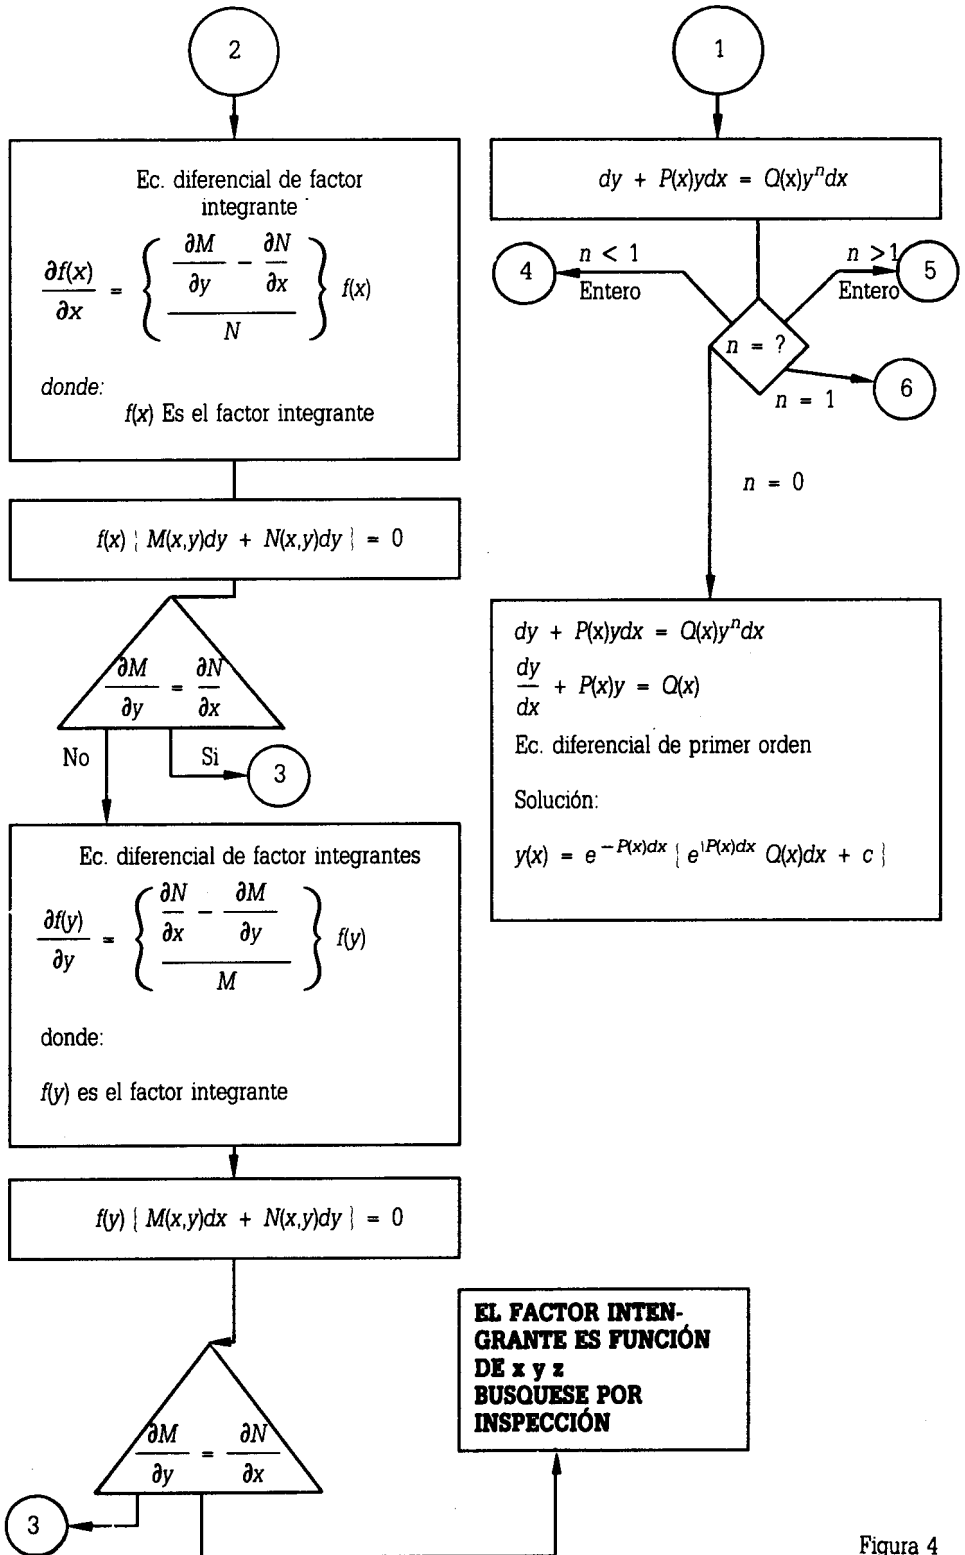 2
Ec. diferencial de factor
integrante
∂f(x)/∂x = { (∂M/∂y − ∂N/∂x)/N } f(x)
donde:
f(x) Es el factor integrante
f(x) { M(x,y)dy + N(x,y)dy } = 0
∂M/∂y = ∂N/∂x
No
Si
3
Ec. diferencial de factor integrantes
∂f(y)/∂y = { (∂N/∂x − ∂M/∂y)/M } f(y)
donde:
f(y) es el factor integrante
f(y) { M(x,y)dx + N(x,y)dy } = 0
∂M/∂y = ∂N/∂x
3
EL FACTOR INTEN-
GRANTE ES FUNCIÓN
DE x y z
BUSQUESE POR
INSPECCIÓN
1
dy + P(x)ydx = Q(x)yⁿdx
4
n < 1
Entero
n > 1
Entero
5
n = ?
n = 1
6
n = 0
dy + P(x)ydx = Q(x)yⁿdx
dy/dx + P(x)y = Q(x)
Ec. diferencial de primer orden
Solución:
y(x) = e^{−P(x)dx} { e^{∫P(x)dx} Q(x)dx + c }
Figura 4